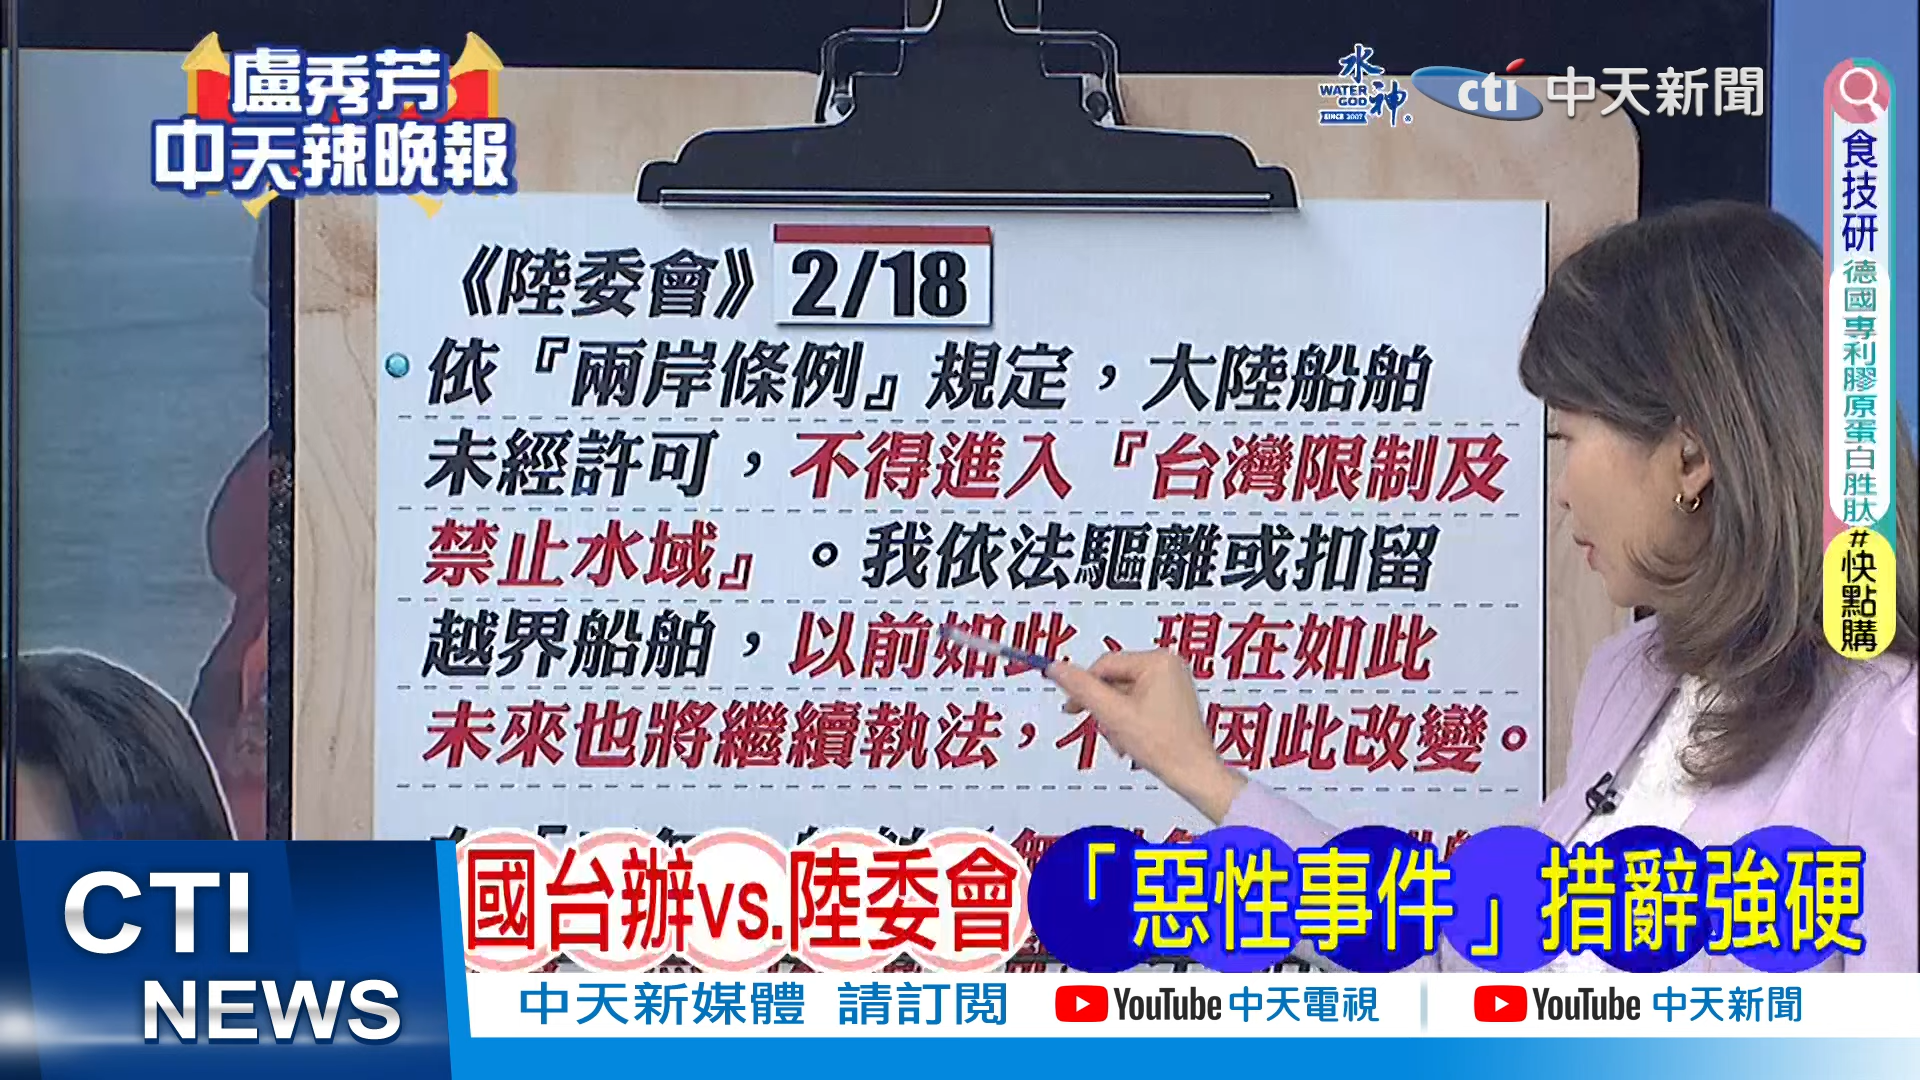 盧秀芳
中天辣晚報
水神
WATER
GOD
SINCE 2007
cti 中天新聞
食技研
德國專利膠原蛋白胜肽
#快點購
《陸委會》 2/18
依『兩岸條例』規定，大陸船舶
未經許可，不得進入『台灣限制及
禁止水域』。我依法驅離或扣留
越界船舶，以前如此、現在如此
未來也將繼續執法，不 因此改變。
國台辦vs.陸委會 「惡性事件」措辭強硬
CTI
NEWS
中天新媒體 請訂閱 YouTube 中天電視 YouTube 中天新聞